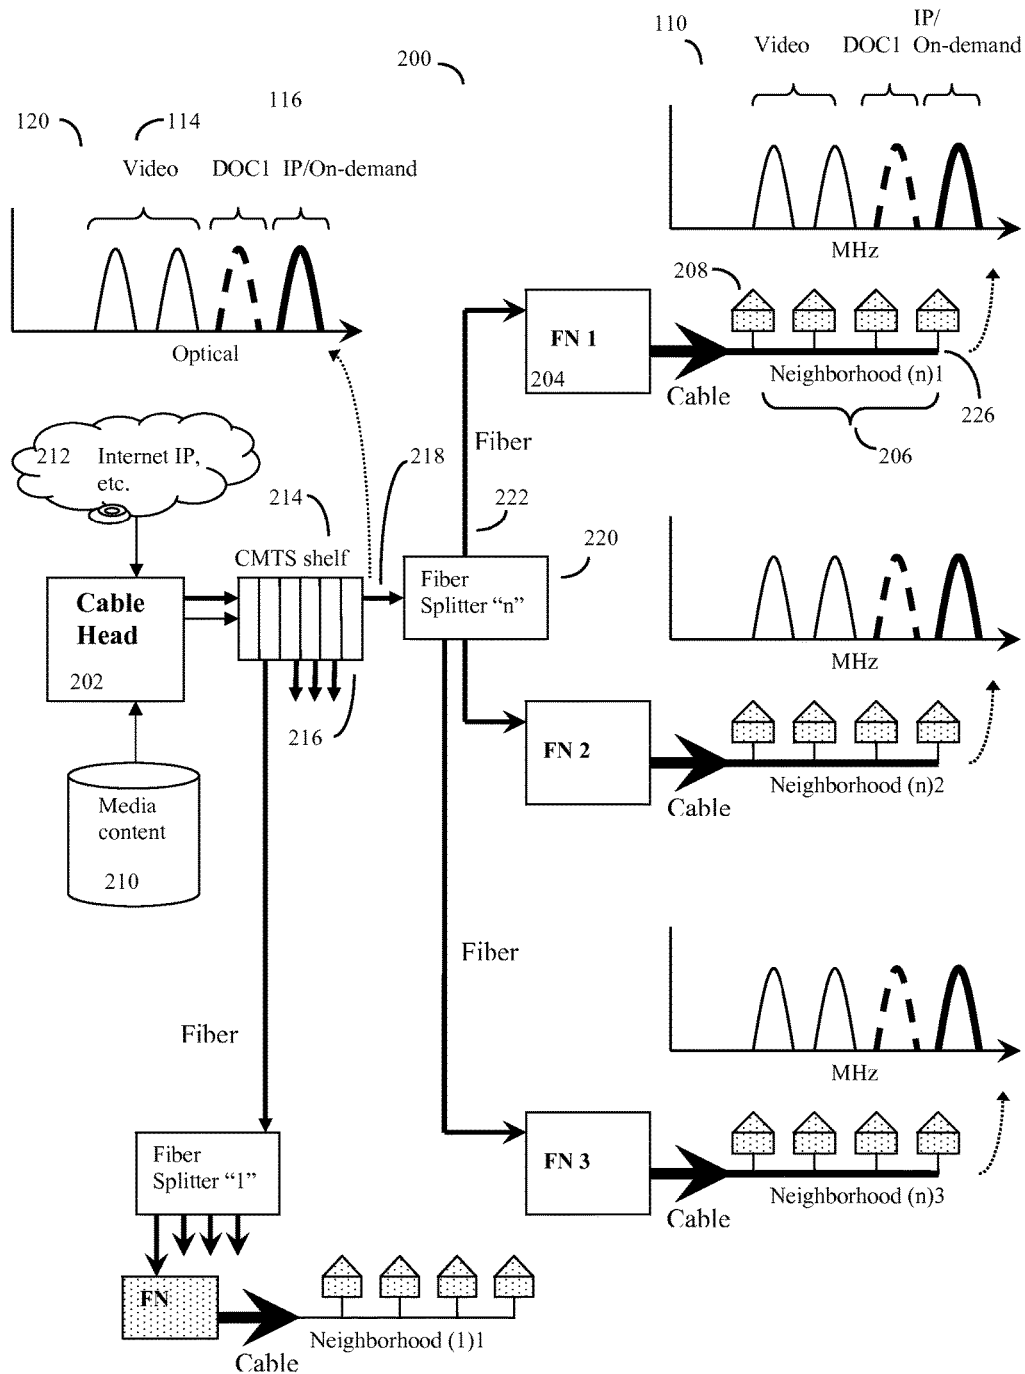 110
Video
DOC1
IP/
On-demand
200
116
120
114
Video
DOC1
IP/On-demand
MHz
208
Optical
FN 1
204
Neighborhood (n)1
Cable
226
206
Fiber
218
212
Internet IP,
etc.
214
222
220
CMTS shelf
Fiber
Splitter “n”
Cable
Head
202
MHz
216
FN 2
Neighborhood (n)2
Cable
Media
content
210
Fiber
Fiber
MHz
Fiber
Splitter “1”
FN 3
Neighborhood (n)3
Cable
FN
Neighborhood (1)1
Cable